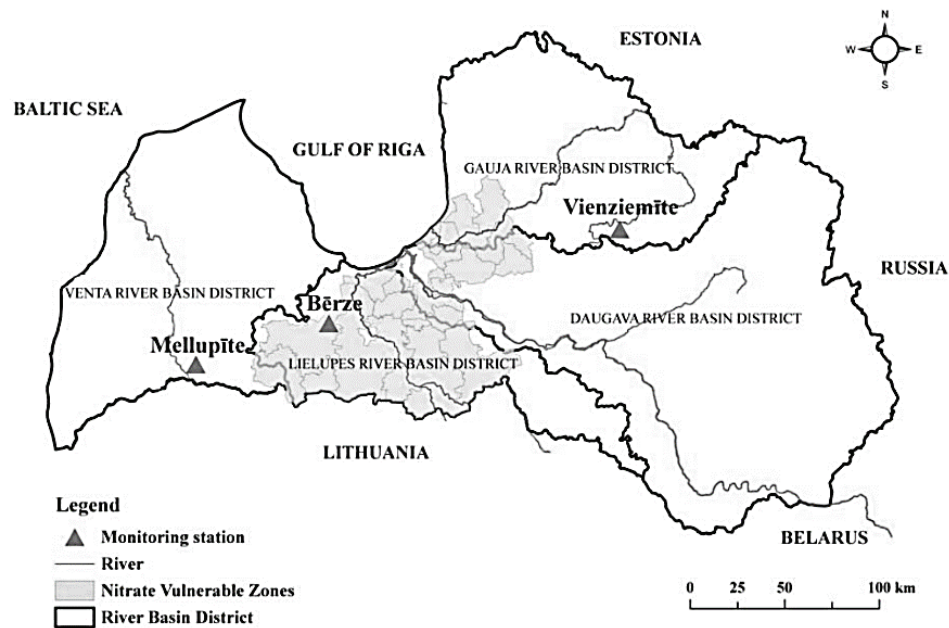 N
W E
S
ESTONIA
BALTIC SEA
GULF OF RIGA
GAUJA RIVER BASIN DISTRICT
Vienziemīte
RUSSIA
VENTA RIVER BASIN DISTRICT
Bērze
DAUGAVA RIVER BASIN DISTRICT
Mellupīte
LIELUPES RIVER BASIN DISTRICT
LITHUANIA
BELARUS
Legend
Monitoring station
River
Nitrate Vulnerable Zones
River Basin District
0 25 50 100 km